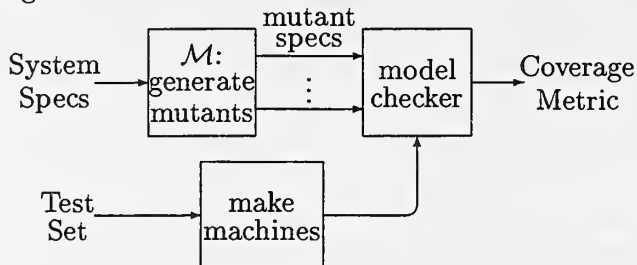 mutant
specs
System
Specs
M:
generate
mutants
⋮
model
checker
Coverage
Metric
Test
Set
make
machines